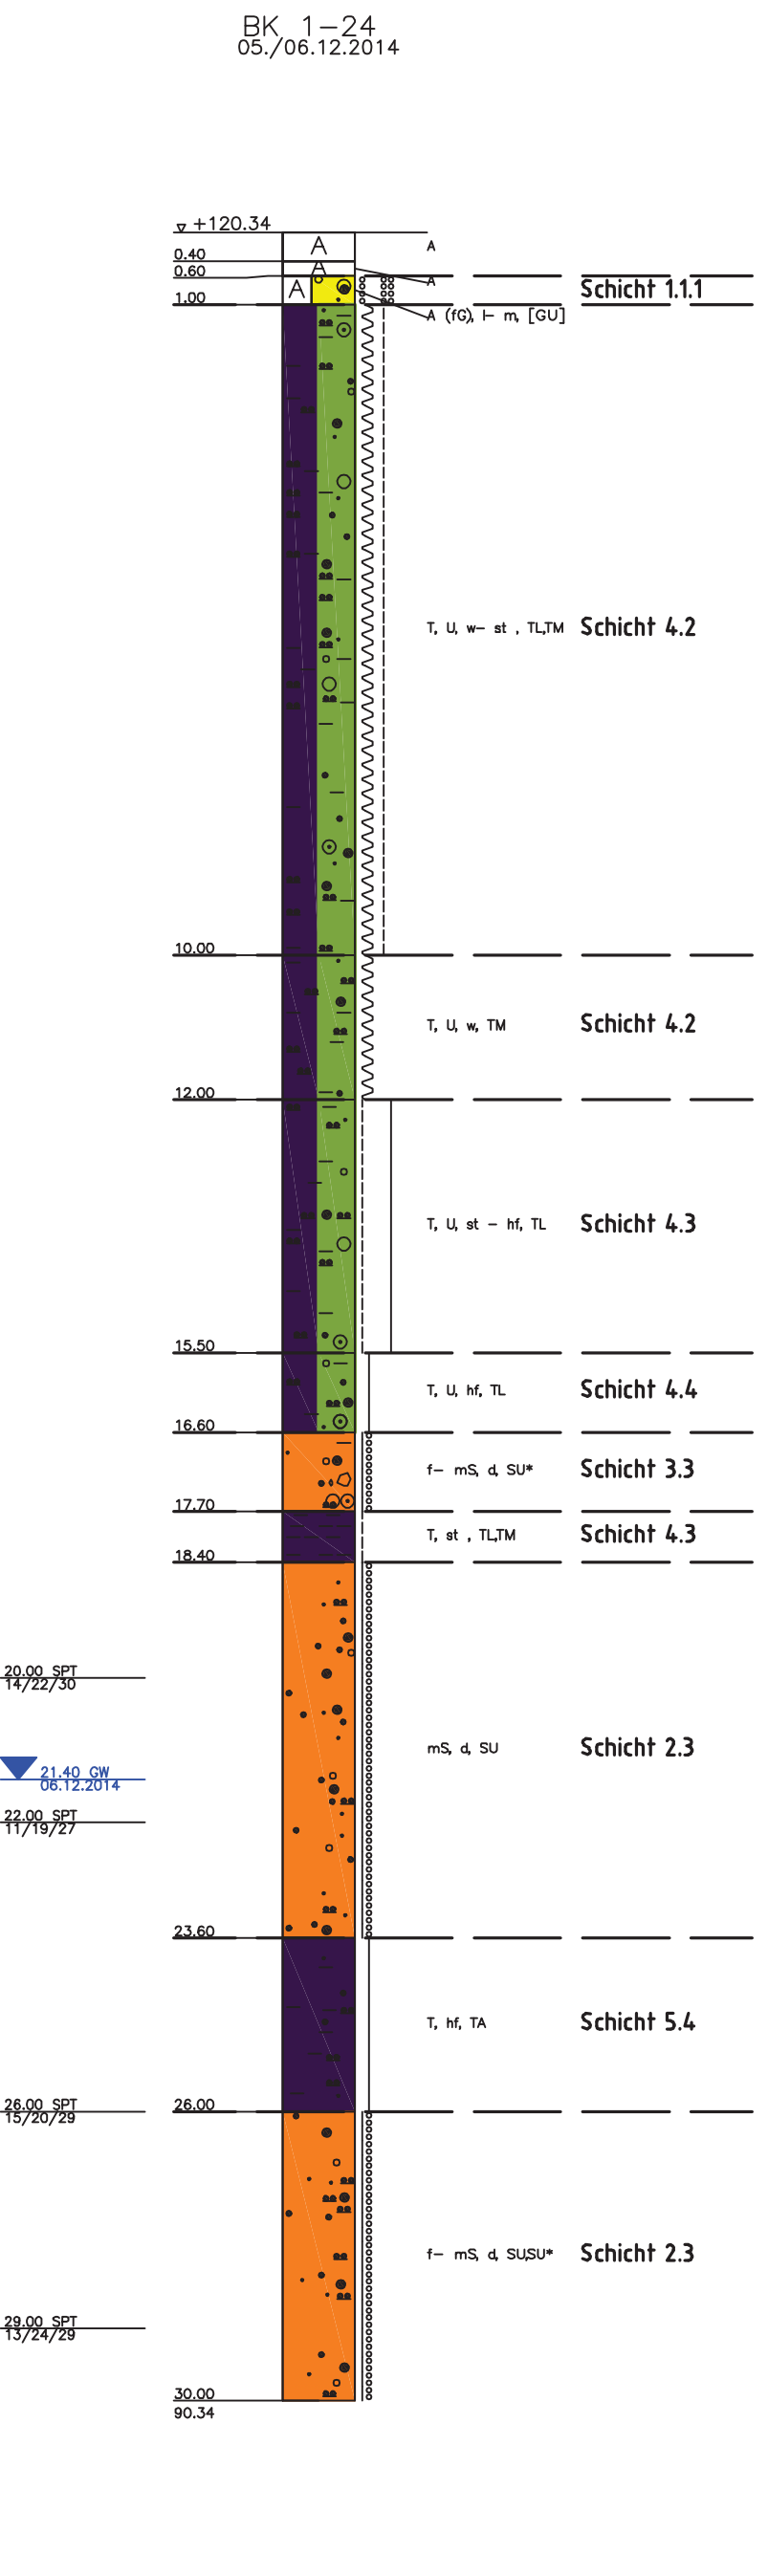 BK 1-24
05./06.12.2014
+120.34
A
A
0.40
A
0.60
A
A
Schicht 1.1.1
1.00
A (fG), l- m, [GU]
T, U, w- st , TL,TM Schicht 4.2
10.00
T, U, w, TM Schicht 4.2
12.00
T, U, st - hf, TL Schicht 4.3
15.50
T, U, hf, TL Schicht 4.4
16.60
f- mS, d, SU* Schicht 3.3
17.70
T, st , TL,TM Schicht 4.3
18.40
20.00 SPT
14/22/30
mS, d, SU Schicht 2.3
21.40 GW
06.12.2014
22.00 SPT
11/19/27
23.60
T, hf, TA Schicht 5.4
26.00 SPT 26.00
15/20/29
f- mS, d, SU,SU* Schicht 2.3
29.00 SPT
13/24/29
30.00
90.34